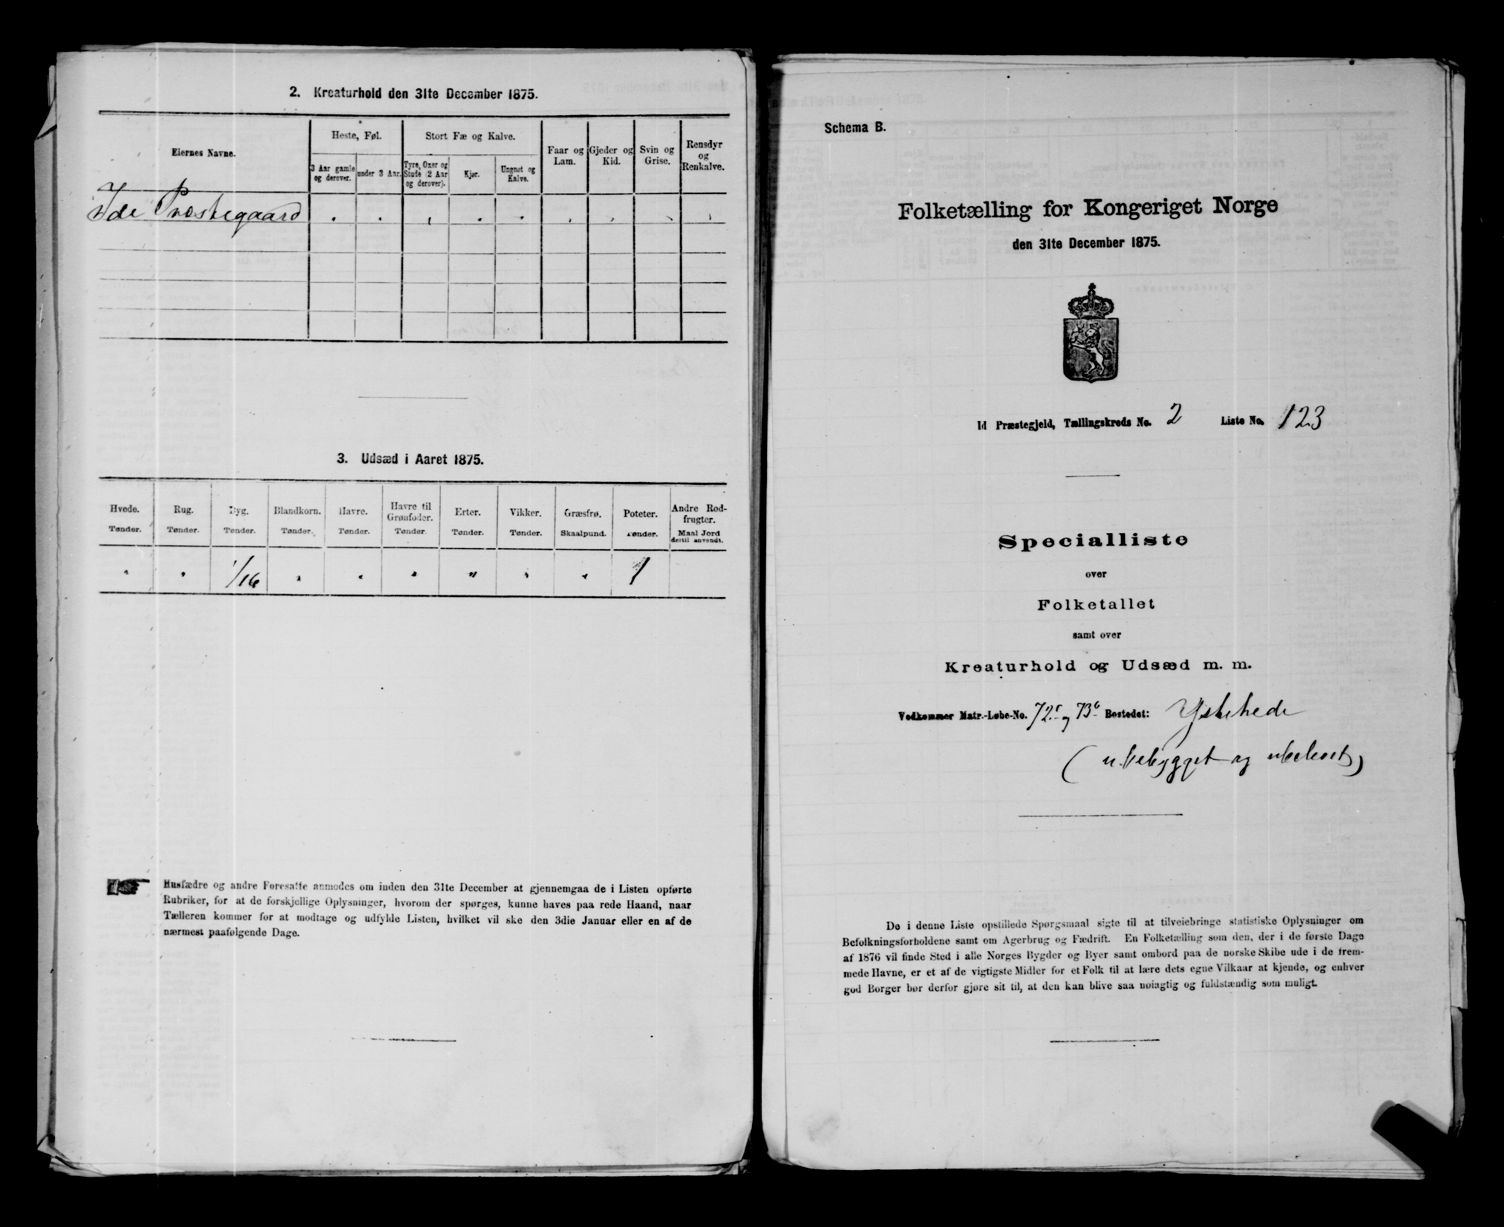 2. Kreaturhold den 31te December 1875.
Eiernes Navne.
Heste, Føl.
Stort Fæ og Kalve.
Faar og Lam.
Gjeder og Kid.
Svin og Grise.
Rensdyr og Renkalve.
3 Aar gamle og derover.
under 3 Aar.
Tyre, Oxer og Stude (2 Aar og derover).
Kjør.
Ungnøt og Kalve.
Ide Præstegaard
3. Udsæd i Aaret 1875.
Hvede. Rug. Byg. Blandkorn. Havre. Havre til Grønfoder. Erter. Vikker. Græsfrø. Poteter. Andre Rodfrugter.
Tønder. Tønder. Tønder. Tønder. Tønder. Tønder. Tønder. Tønder. Skaalpund. Tønder. Maal Jord dertil anvendt.
" " 1/16 " " " " " " 1
Husfædre og andre Foresatte anmodes om inden den 31te December at gjennemgaa de i Listen opførte
Rubriker, for at de forskjellige Oplysninger, hvorom der spørges, kunne haves paa rede Haand, naar
Tælleren kommer for at modtage og udfylde Listen, hvilket vil ske den 3die Januar eller en af de
nærmest paafølgende Dage.
Schema B.
Folketælling for Kongeriget Norge
den 31te December 1875.
Id Præstegjeld, Tællingskreds No. 2 Liste No. 123
Specialliste
over
Folketallet
samt over
Kreaturhold og Udsæd m. m.
Vedkommer Matr.-Løbe-No. 72c og 73b Bostedet: Ystehede
(ubebygget og ubeboet)
De i denne Liste opstillede Spørgsmaal sigte til at tilveiebringe statistiske Oplysninger om
Befolkningsforholdene samt om Agerbrug og Fædrift. En Folketælling som den, der i de første Dage
af 1876 vil finde Sted i alle Norges Bygder og Byer samt ombord paa de norske Skibe ude i de frem-
mede Havne, er et af de vigtigste Midler for et Folk til at lære dets egne Vilkaar at kjende, og enhver
god Borger bør derfor gjøre sit til, at den kan blive saa nøiagtig og fuldstændig som muligt.